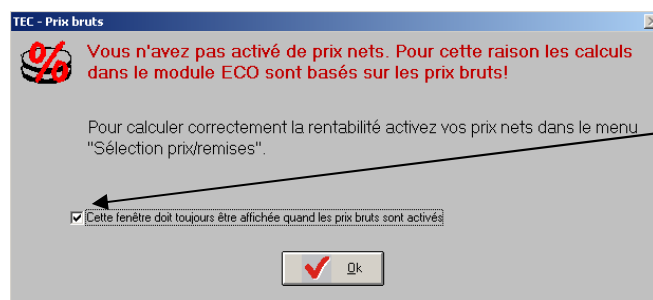 TEC - Prix bruts
Vous n'avez pas activé de prix nets. Pour cette raison les calculs
dans le module ECO sont basés sur les prix bruts!
Pour calculer correctement la rentabilité activez vos prix nets dans le menu
"Sélection prix/remises".
Cette fenêtre doit toujours être affichée quand les prix bruts sont activés
Ok